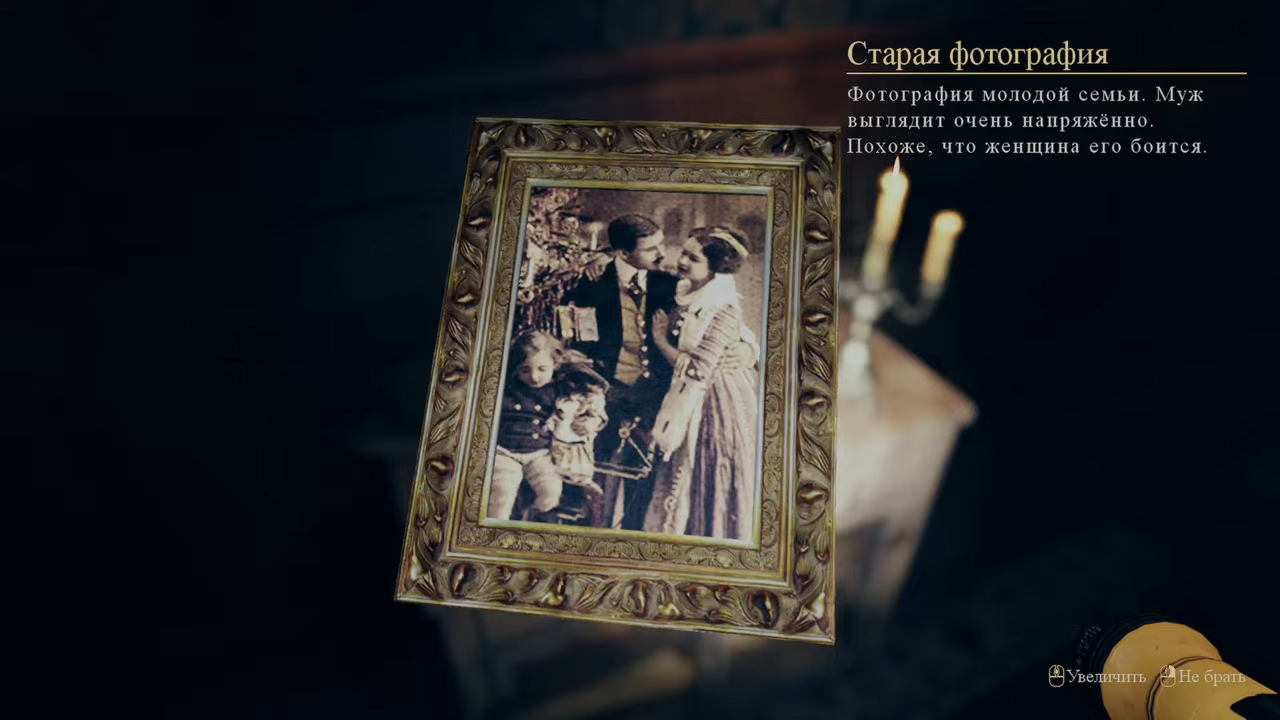 Старая фотография
Фотография молодой семьи. Муж
выглядит очень напряжённо.
Похоже, что женщина его боится.
Увеличить Не брать